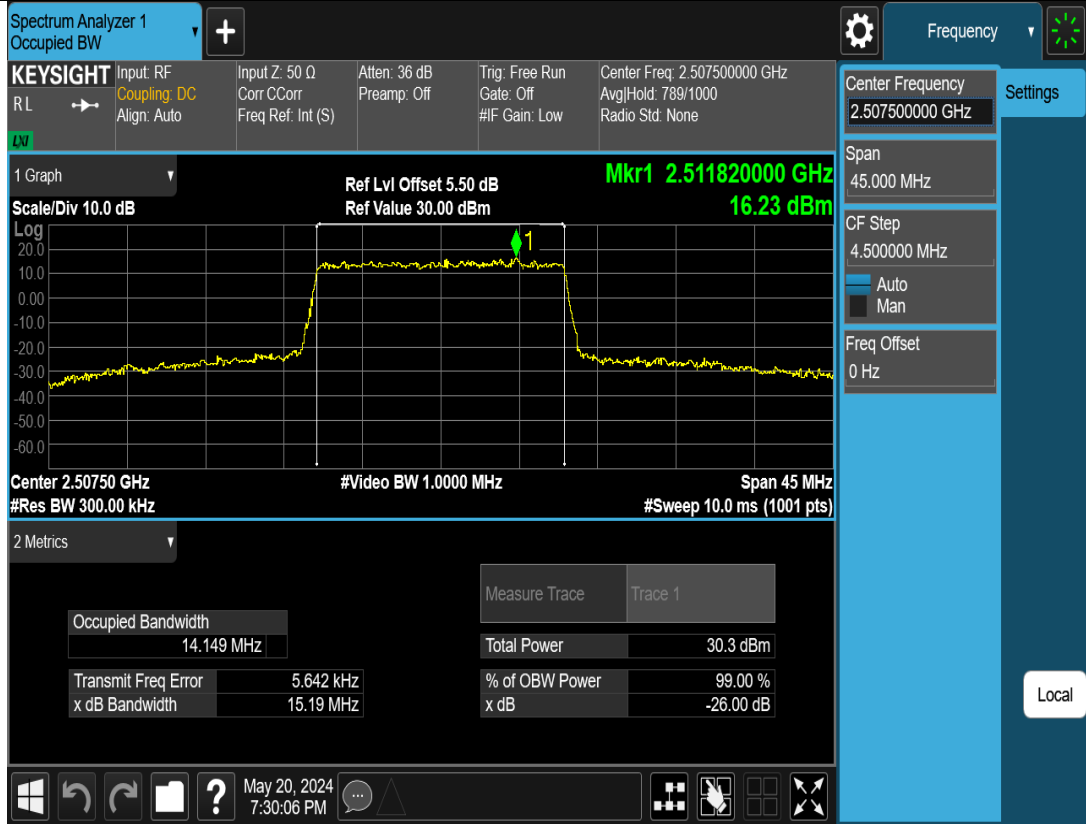 Spectrum Analyzer 1
Occupied BW
+
Frequency
KEYSIGHT
R L
LXI
Input: RF
Coupling: DC
Align: Auto
Input Z: 50 Ω
Corr CCorr
Freq Ref: Int (S)
Atten: 36 dB
Preamp: Off
Trig: Free Run
Gate: Off
#IF Gain: Low
Center Freq: 2.507500000 GHz
Avg|Hold: 789/1000
Radio Std: None
Center Frequency
2.507500000 GHz
Settings
Span
45.000 MHz
CF Step
4.500000 MHz
Auto
Man
Freq Offset
0 Hz
1 Graph
Scale/Div 10.0 dB
Ref Lvl Offset 5.50 dB
Ref Value 30.00 dBm
Mkr1 2.511820000 GHz
16.23 dBm
Log
20.0
10.0
0.00
-10.0
-20.0
-30.0
-40.0
-50.0
-60.0
1
Center 2.50750 GHz
#Res BW 300.00 kHz
#Video BW 1.0000 MHz
Span 45 MHz
#Sweep 10.0 ms (1001 pts)
2 Metrics
Measure Trace Trace 1
Occupied Bandwidth
14.149 MHz
Total Power 30.3 dBm
Transmit Freq Error 5.642 kHz
% of OBW Power 99.00 %
x dB Bandwidth 15.19 MHz
x dB -26.00 dB
Local
?
May 20, 2024
7:30:06 PM